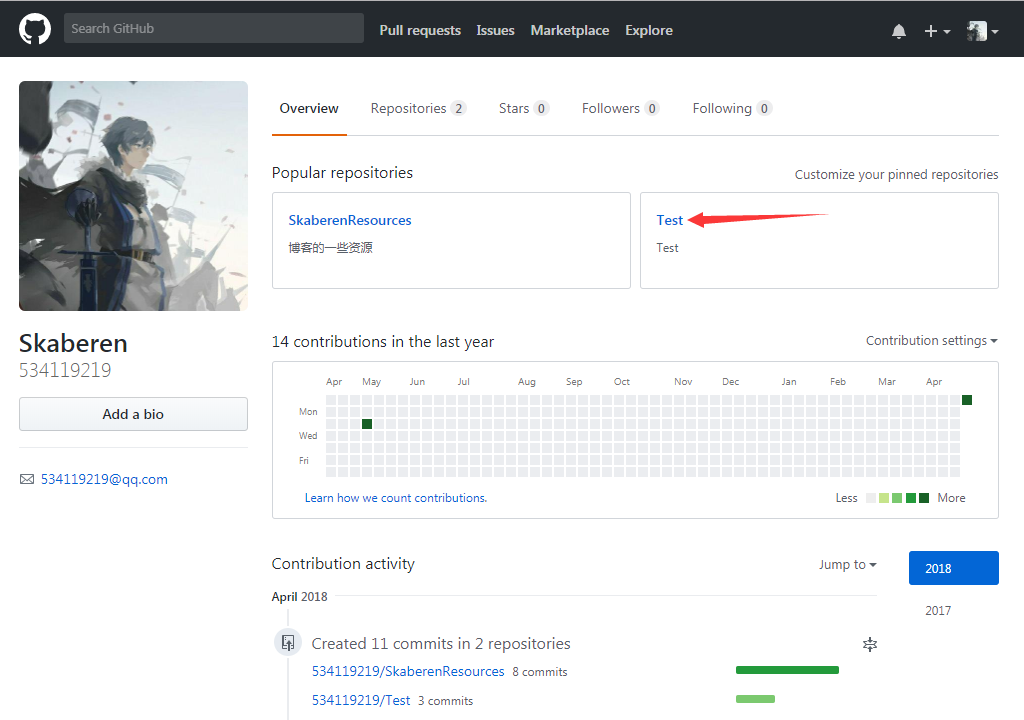 Search GitHub Pull requests Issues Marketplace Explore
Overview Repositories 2 Stars 0 Followers 0 Following 0
Popular repositories Customize your pinned repositories
SkaberenResources Test
博客的一些资源 Test
Skaberen
534119219
Add a bio
534119219@qq.com
14 contributions in the last year Contribution settings
Apr May Jun Jul Aug Sep Oct Nov Dec Jan Feb Mar Apr
Mon
Wed
Fri
Learn how we count contributions. Less More
Contribution activity Jump to 2018
April 2018
2017
Created 11 commits in 2 repositories
534119219/SkaberenResources 8 commits
534119219/Test 3 commits